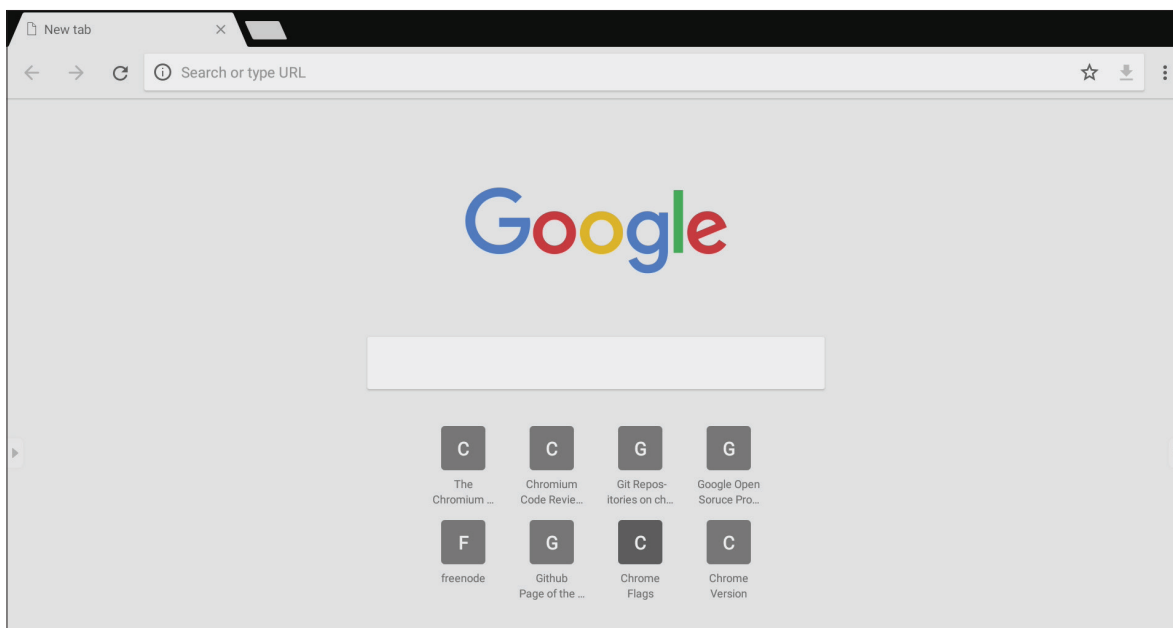 New tab
Search or type URL
Google
C C G G
The Chromium Git Repos- Google Open
Chromium ... Code Revie... itories on ch... Soruce Pro...
F G C C
freenode Github Chrome Chrome
Page of the ... Flags Version